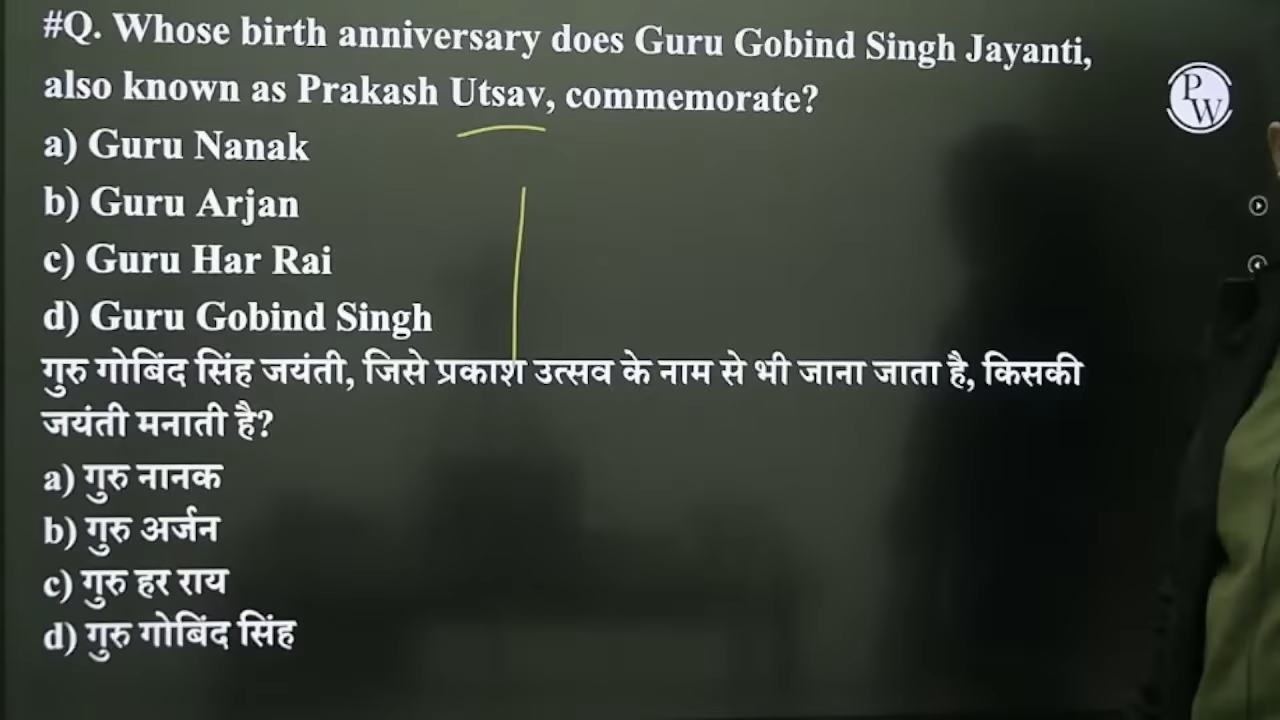 #Q. Whose birth anniversary does Guru Gobind Singh Jayanti,
also known as Prakash Utsav, commemorate?
PW
a) Guru Nanak
b) Guru Arjan
c) Guru Har Rai
d) Guru Gobind Singh
गुरु गोबिंद सिंह जयंती, जिसे प्रकाश उत्सव के नाम से भी जाना जाता है, किसकी
जयंती मनाती है?
a) गुरु नानक
b) गुरु अर्जन
c) गुरु हर राय
d) गुरु गोबिंद सिंह